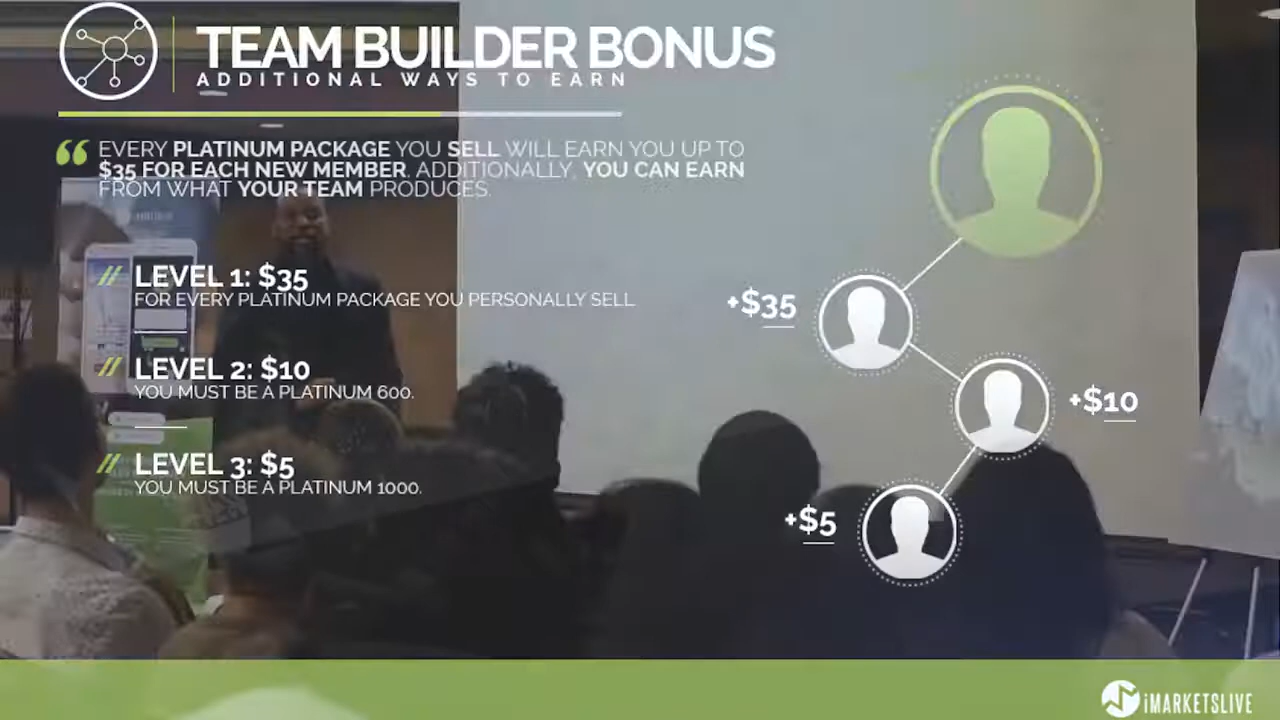 TEAM BUILDER BONUS
ADDITIONAL WAYS TO EARN
“ EVERY PLATINUM PACKAGE YOU SELL WILL EARN YOU UP TO
$35 FOR EACH NEW MEMBER. ADDITIONALLY, YOU CAN EARN
FROM WHAT YOUR TEAM PRODUCES.
// LEVEL 1: $35
FOR EVERY PLATINUM PACKAGE YOU PERSONALLY SELL.
// LEVEL 2: $10
YOU MUST BE A PLATINUM 600.
// LEVEL 3: $5
YOU MUST BE A PLATINUM 1000.
+$35
+$10
+$5
iMARKETSLIVE